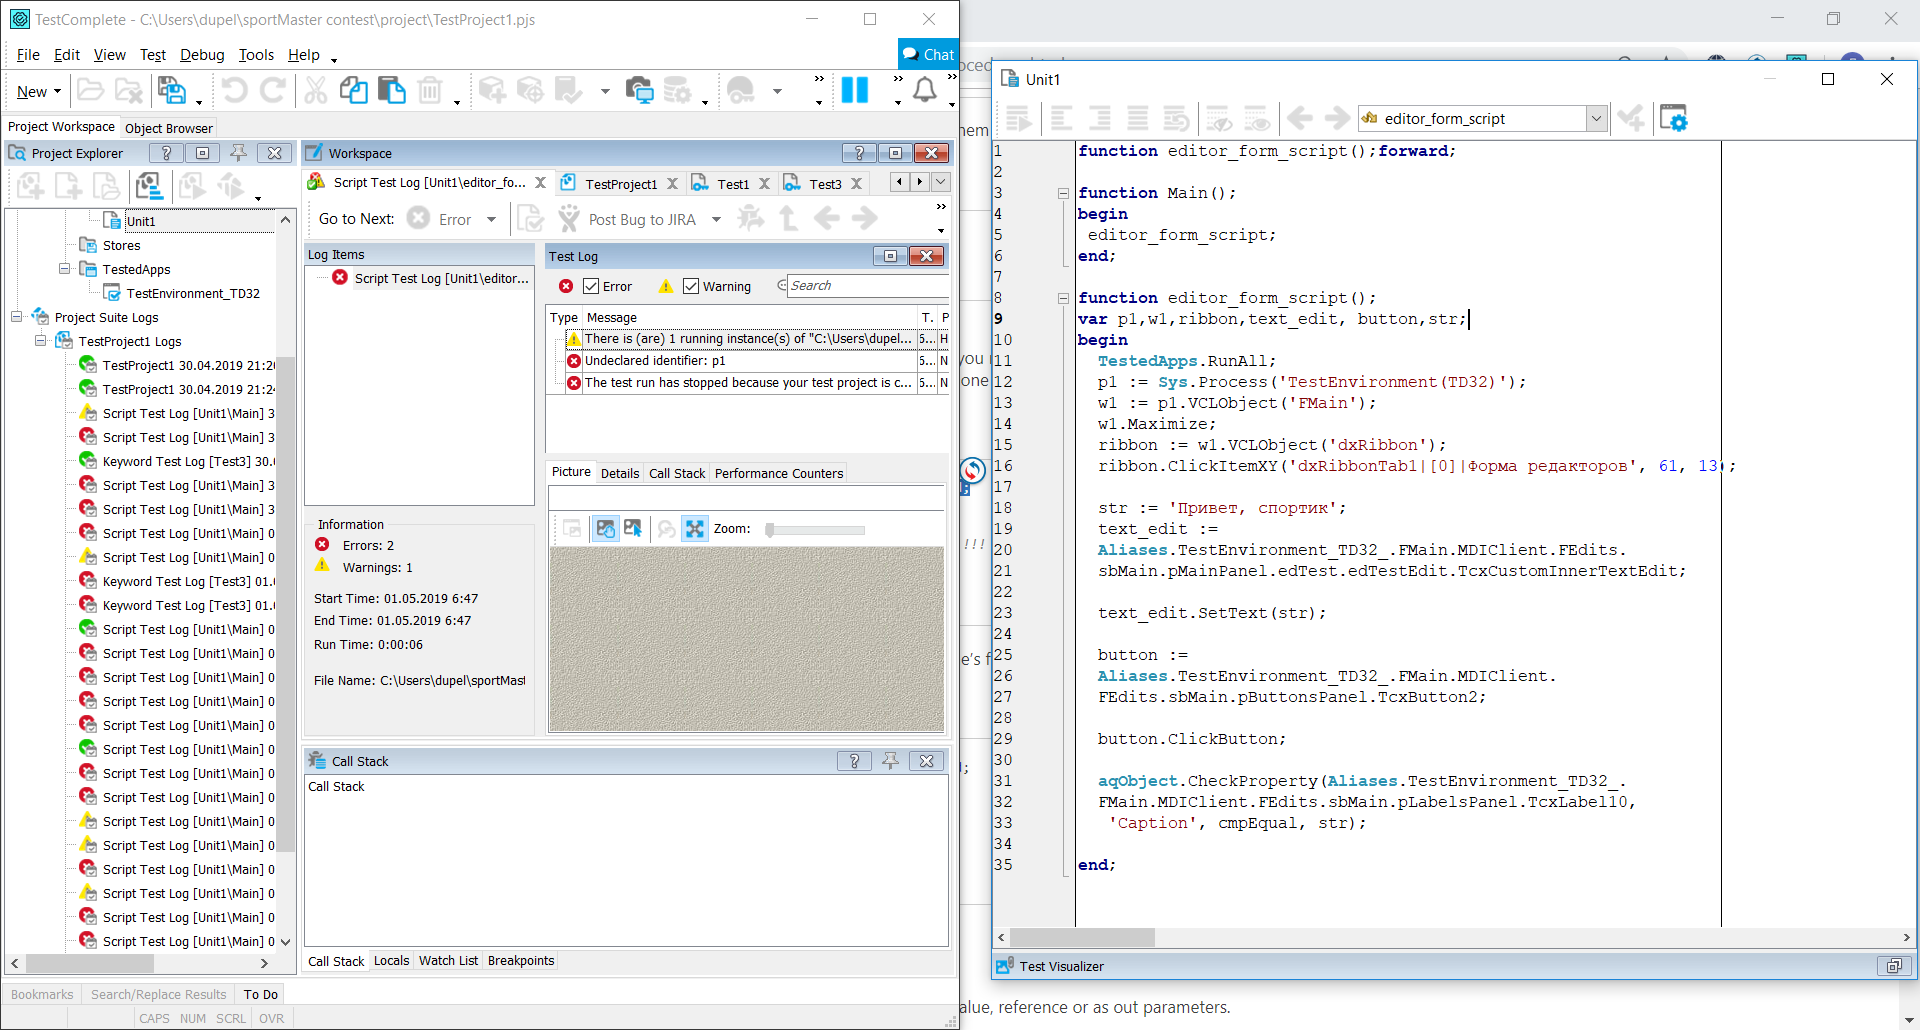 TestComplete - C:\Users\dupel\sportMaster contest\project\TestProject1.pjs
File Edit View Test Debug Tools Help
Chat
New
Project Workspace Object Browser
Project Explorer
Unit1
Stores
TestedApps
TestEnvironment_TD32
Project Suite Logs
TestProject1 Logs
TestProject1 30.04.2019 21:20
TestProject1 30.04.2019 21:24
Script Test Log [Unit1\Main] 3
Script Test Log [Unit1\Main] 3
Keyword Test Log [Test3] 30.
Script Test Log [Unit1\Main] 3
Script Test Log [Unit1\Main] 3
Script Test Log [Unit1\Main] 0
Script Test Log [Unit1\Main] 0
Keyword Test Log [Test3] 01.
Keyword Test Log [Test3] 01.
Script Test Log [Unit1\Main] 0
Script Test Log [Unit1\Main] 0
Script Test Log [Unit1\Main] 0
Script Test Log [Unit1\Main] 0
Script Test Log [Unit1\Main] 0
Script Test Log [Unit1\Main] 0
Script Test Log [Unit1\Main] 0
Script Test Log [Unit1\Main] 0
Script Test Log [Unit1\Main] 0
Script Test Log [Unit1\Main] 0
Script Test Log [Unit1\Main] 0
Script Test Log [Unit1\Main] 0
Script Test Log [Unit1\Main] 0
Script Test Log [Unit1\Main] 0
Workspace
Script Test Log [Unit1\editor_fo... TestProject1 Test1 Test3
Go to Next: Error Post Bug to JIRA
Log Items
Script Test Log [Unit1\editor...
Test Log
Error Warning Search
Type Message T. P
There is (are) 1 running instance(s) of "C:\Users\dupel... 6... H
Undeclared identifier: p1 6... N
The test run has stopped because your test project is c... 6... N
Picture Details Call Stack Performance Counters
Zoom:
Information
Errors: 2
Warnings: 1
Start Time: 01.05.2019 6:47
End Time: 01.05.2019 6:47
Run Time: 0:00:06
File Name: C:\Users\dupel\sportMast
Call Stack
Call Stack
Call Stack Locals Watch List Breakpoints
Bookmarks Search/Replace Results To Do
CAPS NUM SCRL OVR
Unit1
editor_form_script
1 function editor_form_script();forward;
2
3 function Main();
4 begin
5 editor_form_script;
6 end;
7
8 function editor_form_script();
9 var p1,w1,ribbon,text_edit, button,str;
10 begin
11 TestedApps.RunAll;
12 p1 := Sys.Process('TestEnvironment(TD32)');
13 w1 := p1.VCLObject('FMain');
14 w1.Maximize;
15 ribbon := w1.VCLObject('dxRibbon');
16 ribbon.ClickItemXY('dxRibbonTab1|[0]|Форма редакторов', 61, 13);
17
18 str := 'Привет, спортик';
19 text_edit :=
20 Aliases.TestEnvironment_TD32_.FMain.MDIClient.FEdits.
21 sbMain.pMainPanel.edTest.edTestEdit.TcxCustomInnerTextEdit;
22
23 text_edit.SetText(str);
24
25 button :=
26 Aliases.TestEnvironment_TD32_.FMain.MDIClient.
27 FEdits.sbMain.pButtonsPanel.TcxButton2;
28
29 button.ClickButton;
30
31 aqObject.CheckProperty(Aliases.TestEnvironment_TD32_.
32 FMain.MDIClient.FEdits.sbMain.pLabelsPanel.TcxLabel10,
33 'Caption', cmpEqual, str);
34
35 end;
Test Visualizer
alue, reference or as out parameters.